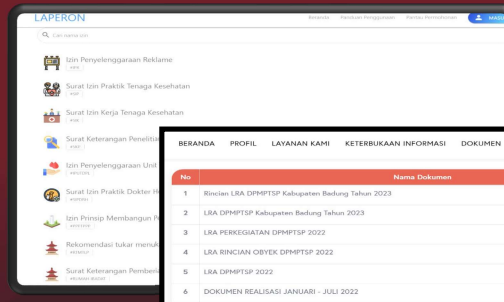 LAPERON
Beranda Panduan Penggunaan Pantau Permohonan MASUK
Cari nama izin
Izin Penyelenggaraan Reklame
Surat Izin Praktik Tenaga Kesehatan
Surat Izin Kerja Tenaga Kesehatan
Surat Keterangan Penelitia
Izin Penyelenggaraan Unit
Surat Izin Praktik Dokter H
Izin Prinsip Membangun P
Rekomendasi tukar menuk
Surat Keterangan Pemberi
BERANDA PROFIL LAYANAN KAMI KETERBUKAAN INFORMASI DOKUMEN
No Nama Dokumen
1 Rincian LRA DPMPTSP Kabupaten Badung Tahun 2023
2 LRA DPMPTSP Kabupaten Badung Tahun 2023
3 LRA PERKEGIATAN DPMPTSP 2022
4 LRA RINCIAN OBYEK DPMPTSP 2022
5 LRA DPMPTSP 2022
6 DOKUMEN REALISASI JANUARI - JULI 2022